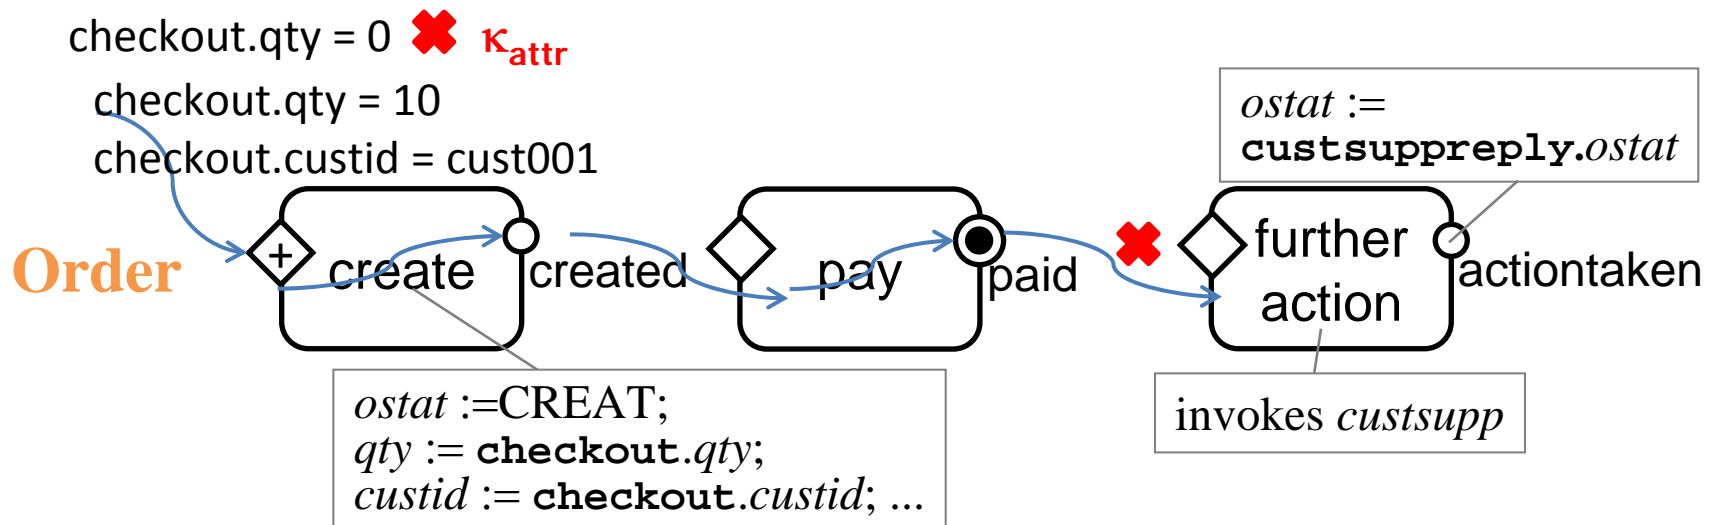 checkout.qty = 0 ✖ κattr
checkout.qty = 10
checkout.custid = cust001
ostat :=
custsuppreply.ostat
Order
+
create
created
pay
paid
further
action
actiontaken
ostat :=CREAT;
qty := checkout.qty;
custid := checkout.custid; ...
invokes custsupp